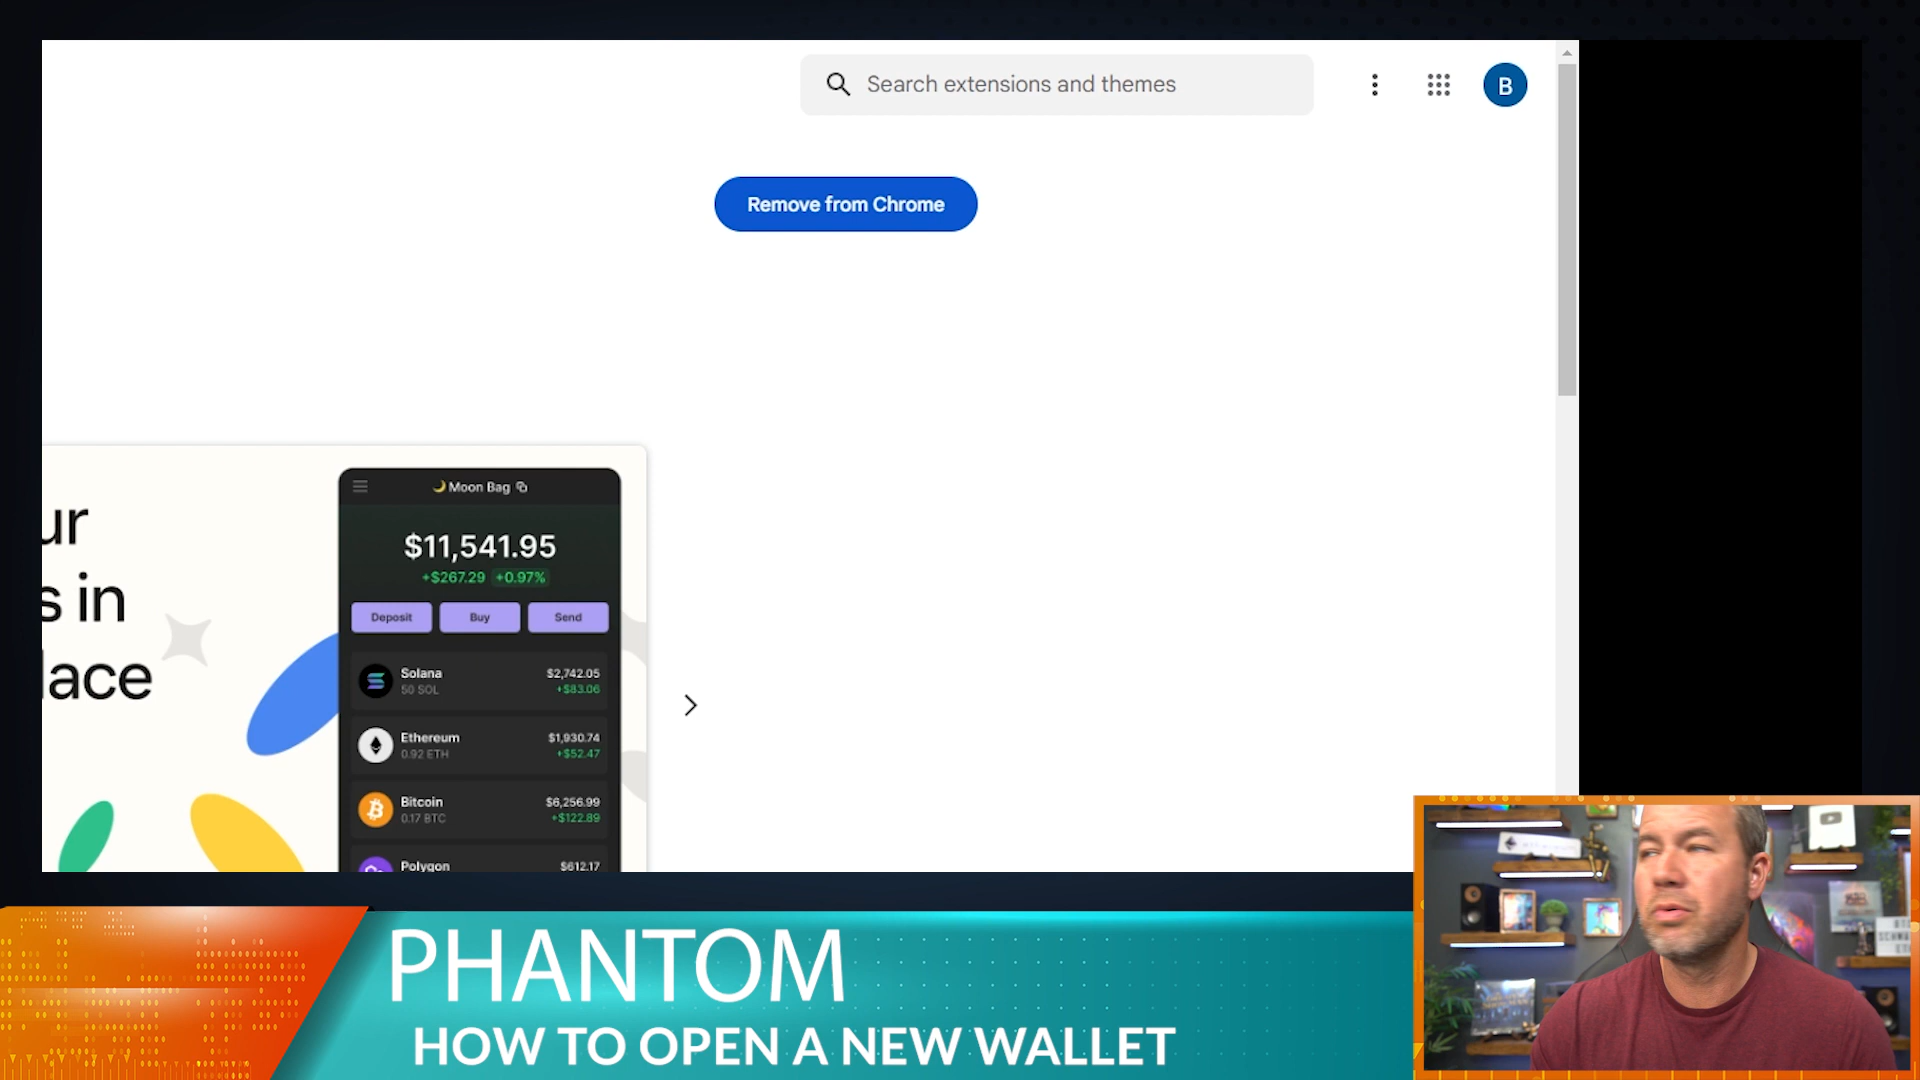 Search extensions and themes
B
Remove from Chrome
ur
s in
lace
Moon Bag
$11,541.95
+$267.29 +0.97%
Deposit
Buy
Send
Solana
$2,742.05
50 SOL
+$83.06
Ethereum
$1,930.74
0.92 ETH
+$52.47
Bitcoin
$6,256.99
0.17 BTC
+$122.89
Polygon
$612.17
PHANTOM
HOW TO OPEN A NEW WALLET